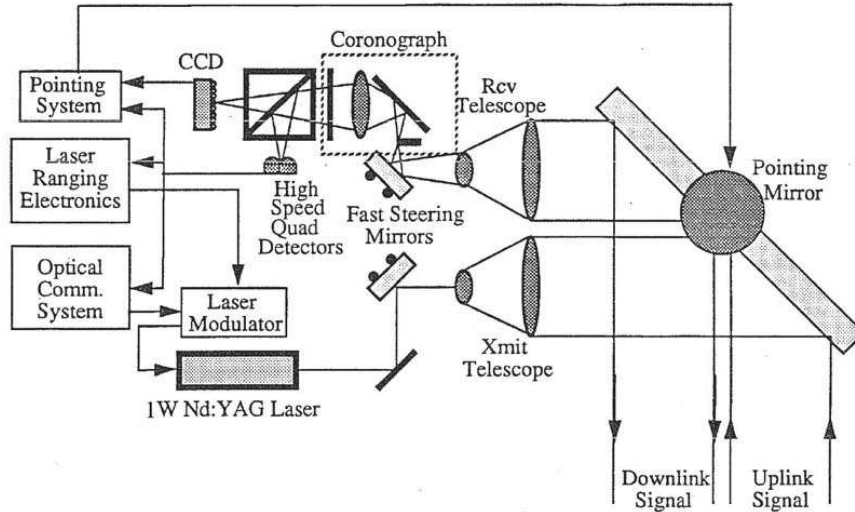 Coronograph
CCD
Pointing
System
Rcv
Telescope
Laser
Ranging
Electronics
High
Speed
Quad
Detectors
Fast Steering
Mirrors
Pointing
Mirror
Optical
Comm.
System
Laser
Modulator
Xmit
Telescope
1W Nd:YAG Laser
Downlink
Signal
Uplink
Signal